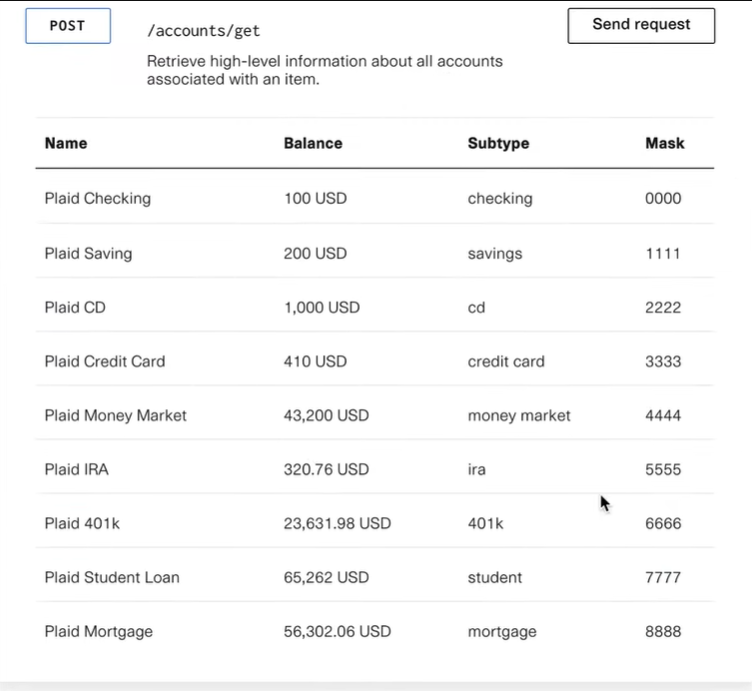 POST /accounts/get Send request
Retrieve high-level information about all accounts
associated with an item.
Name Balance Subtype Mask
Plaid Checking 100 USD checking 0000
Plaid Saving 200 USD savings 1111
Plaid CD 1,000 USD cd 2222
Plaid Credit Card 410 USD credit card 3333
Plaid Money Market 43,200 USD money market 4444
Plaid IRA 320.76 USD ira 5555
Plaid 401k 23,631.98 USD 401k 6666
Plaid Student Loan 65,262 USD student 7777
Plaid Mortgage 56,302.06 USD mortgage 8888